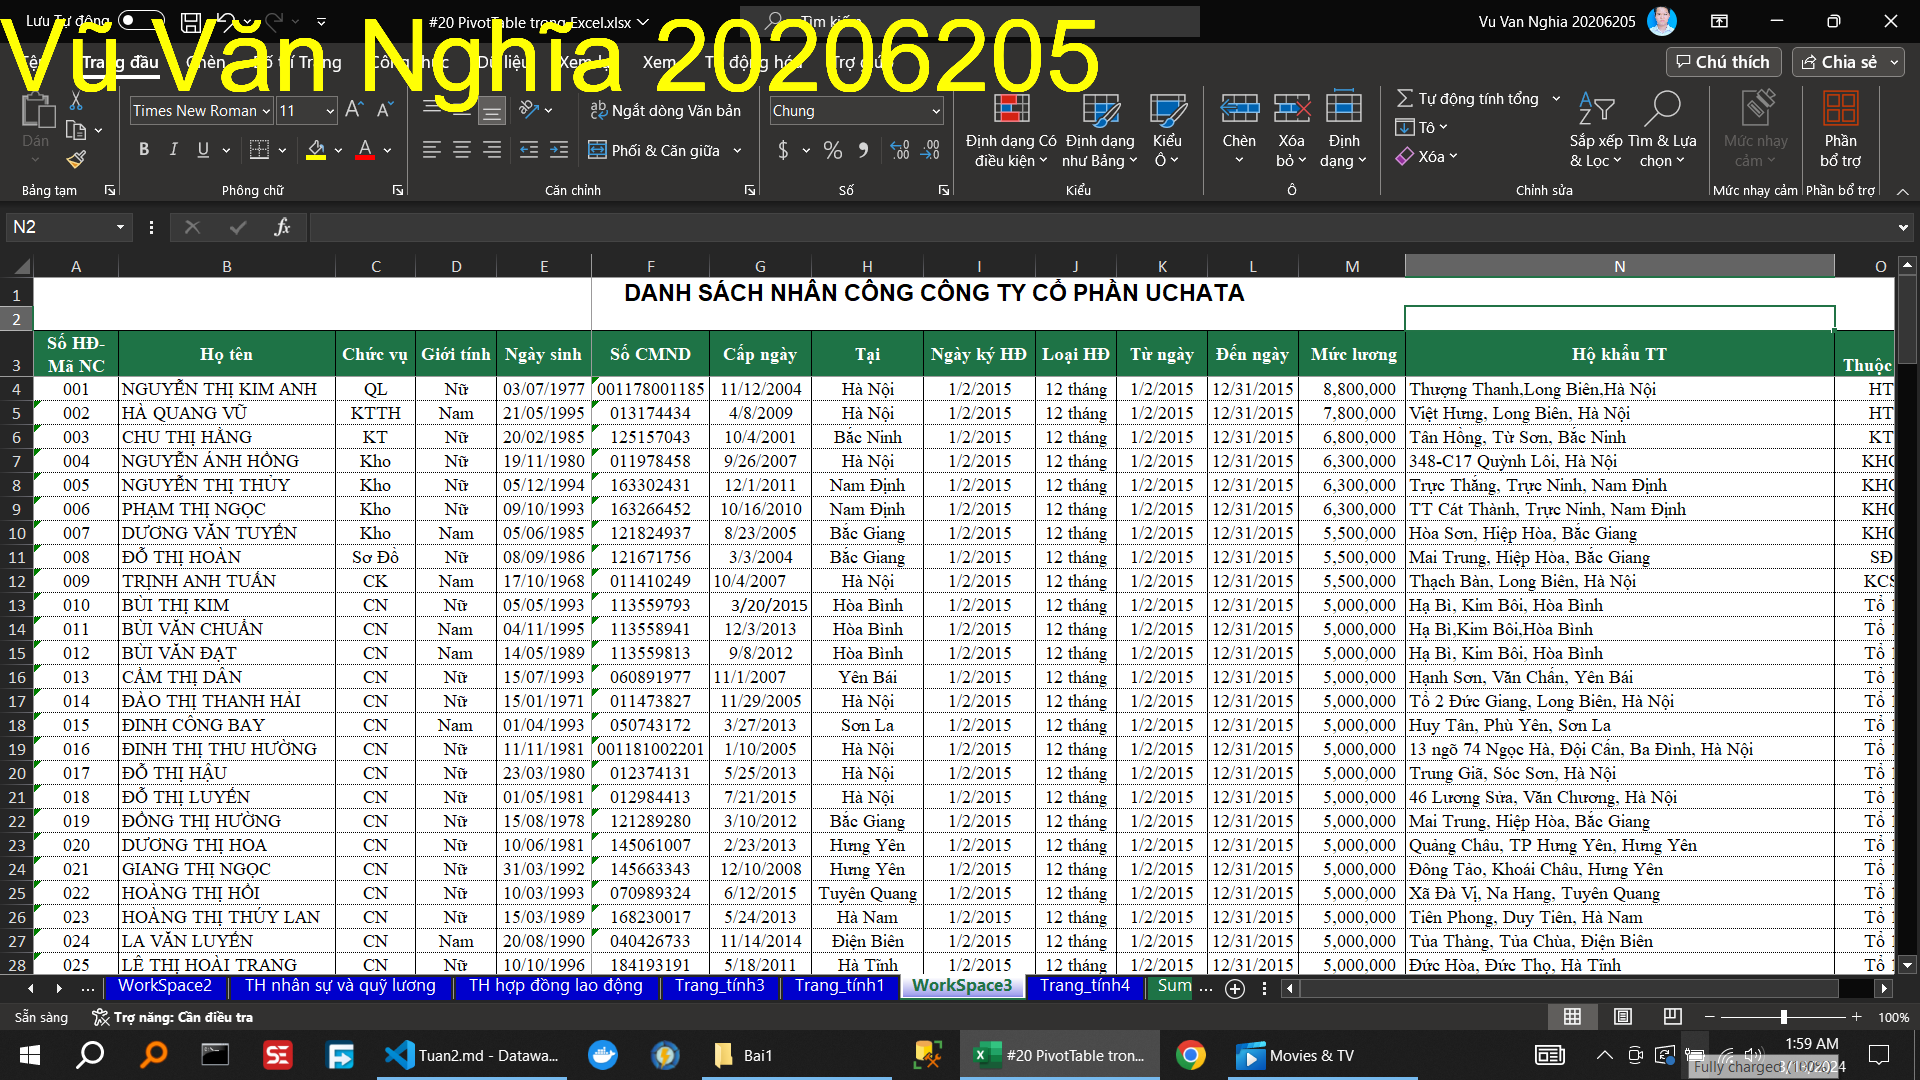 Lưu Tự động
#20 PivotTable trong Excel.xlsx
Tìm kiếm
Vu Van Nghia 20206205
Vũ Văn Nghĩa 20206205
Trang đầu
Chú thích
Chia sẻ
Dán
Times New Roman 11
Ngắt dòng Văn bản
Chung
B I U
Phối & Căn giữa
Định dạng Có điều kiện
Định dạng như Bảng
Kiểu Ô
Chèn
Xóa bỏ
Định dạng
Tự động tính tổng
Tô
Xóa
Sắp xếp & Lọc
Tìm & Lựa chọn
Mức nhạy cảm
Phần bổ trợ
Bảng tạm Phông chữ Căn chỉnh Số Kiểu Ô Chỉnh sửa Mức nhạy cảm Phần bổ trợ
N2
fx
A B C D E F G H I J K L M N O
1 DANH SÁCH NHÂN CÔNG CÔNG TY CỔ PHẦN UCHATA
2
3 Số HĐ-Mã NC Họ tên Chức vụ Giới tính Ngày sinh Số CMND Cấp ngày Tại Ngày ký HĐ Loại HĐ Từ ngày Đến ngày Mức lương Hộ khẩu TT Thuộc
4 001 NGUYỄN THỊ KIM ANH QL Nữ 03/07/1977 001178001185 11/12/2004 Hà Nội 1/2/2015 12 tháng 1/2/2015 12/31/2015 8,800,000 Thượng Thanh,Long Biên,Hà Nội HT
5 002 HÀ QUANG VŨ KTTH Nam 21/05/1995 013174434 4/8/2009 Hà Nội 1/2/2015 12 tháng 1/2/2015 12/31/2015 7,800,000 Việt Hưng, Long Biên, Hà Nội HT
6 003 CHU THỊ HẰNG KT Nữ 20/02/1985 125157043 10/4/2001 Bắc Ninh 1/2/2015 12 tháng 1/2/2015 12/31/2015 6,800,000 Tân Hồng, Từ Sơn, Bắc Ninh KT
7 004 NGUYỄN ÁNH HỒNG Kho Nữ 19/11/1980 011978458 9/26/2007 Hà Nội 1/2/2015 12 tháng 1/2/2015 12/31/2015 6,300,000 348-C17 Quỳnh Lôi, Hà Nội KHO
8 005 NGUYỄN THỊ THỦY Kho Nữ 05/12/1994 163302431 12/1/2011 Nam Định 1/2/2015 12 tháng 1/2/2015 12/31/2015 6,300,000 Trực Thắng, Trực Ninh, Nam Định KHO
9 006 PHẠM THỊ NGỌC Kho Nữ 09/10/1993 163266452 10/16/2010 Nam Định 1/2/2015 12 tháng 1/2/2015 12/31/2015 6,300,000 TT Cát Thành, Trực Ninh, Nam Định KHO
10 007 DƯƠNG VĂN TUYẾN Kho Nam 05/06/1985 121824937 8/23/2005 Bắc Giang 1/2/2015 12 tháng 1/2/2015 12/31/2015 5,500,000 Hòa Sơn, Hiệp Hòa, Bắc Giang KHO
11 008 ĐỖ THỊ HOÀN Sơ Đồ Nữ 08/09/1986 121671756 3/3/2004 Bắc Giang 1/2/2015 12 tháng 1/2/2015 12/31/2015 5,500,000 Mai Trung, Hiệp Hòa, Bắc Giang SĐ
12 009 TRỊNH ANH TUẤN CK Nam 17/10/1968 011410249 10/4/2007 Hà Nội 1/2/2015 12 tháng 1/2/2015 12/31/2015 5,500,000 Thạch Bàn, Long Biên, Hà Nội KCS
13 010 BÙI THỊ KIM CN Nữ 05/05/1993 113559793 3/20/2015 Hòa Bình 1/2/2015 12 tháng 1/2/2015 12/31/2015 5,000,000 Hạ Bì, Kim Bôi, Hòa Bình Tổ 1
14 011 BÙI VĂN CHUẨN CN Nam 04/11/1995 113558941 12/3/2013 Hòa Bình 1/2/2015 12 tháng 1/2/2015 12/31/2015 5,000,000 Hạ Bì,Kim Bôi,Hòa Bình Tổ 1
15 012 BÙI VĂN ĐẠT CN Nam 14/05/1989 113559813 9/8/2012 Hòa Bình 1/2/2015 12 tháng 1/2/2015 12/31/2015 5,000,000 Hạ Bì, Kim Bôi, Hòa Bình Tổ 1
16 013 CẦM THỊ DÂN CN Nữ 15/07/1993 060891977 11/1/2007 Yên Bái 1/2/2015 12 tháng 1/2/2015 12/31/2015 5,000,000 Hạnh Sơn, Văn Chấn, Yên Bái Tổ 1
17 014 ĐÀO THỊ THANH HẢI CN Nữ 15/01/1971 011473827 11/29/2005 Hà Nội 1/2/2015 12 tháng 1/2/2015 12/31/2015 5,000,000 Tổ 2 Đức Giang, Long Biên, Hà Nội Tổ 1
18 015 ĐINH CÔNG BAY CN Nam 01/04/1993 050743172 3/27/2013 Sơn La 1/2/2015 12 tháng 1/2/2015 12/31/2015 5,000,000 Huy Tân, Phù Yên, Sơn La Tổ 1
19 016 ĐINH THỊ THU HƯỜNG CN Nữ 11/11/1981 001181002201 1/10/2005 Hà Nội 1/2/2015 12 tháng 1/2/2015 12/31/2015 5,000,000 13 ngõ 74 Ngọc Hà, Đội Cấn, Ba Đình, Hà Nội Tổ 1
20 017 ĐỖ THỊ HẬU CN Nữ 23/03/1980 012374131 5/25/2013 Hà Nội 1/2/2015 12 tháng 1/2/2015 12/31/2015 5,000,000 Trung Giã, Sóc Sơn, Hà Nội Tổ 1
21 018 ĐỖ THỊ LUYẾN CN Nữ 01/05/1981 012984413 7/21/2015 Hà Nội 1/2/2015 12 tháng 1/2/2015 12/31/2015 5,000,000 46 Lương Sửa, Văn Chương, Hà Nội Tổ 1
22 019 ĐỒNG THỊ HƯỜNG CN Nữ 15/08/1978 121289280 3/10/2012 Bắc Giang 1/2/2015 12 tháng 1/2/2015 12/31/2015 5,000,000 Mai Trung, Hiệp Hòa, Bắc Giang Tổ 1
23 020 DƯƠNG THỊ HOA CN Nữ 10/06/1981 145061007 2/23/2013 Hưng Yên 1/2/2015 12 tháng 1/2/2015 12/31/2015 5,000,000 Quảng Châu, TP Hưng Yên, Hưng Yên Tổ 1
24 021 GIANG THỊ NGỌC CN Nữ 31/03/1992 145663343 12/10/2008 Hưng Yên 1/2/2015 12 tháng 1/2/2015 12/31/2015 5,000,000 Đông Tảo, Khoái Châu, Hưng Yên Tổ 1
25 022 HOÀNG THỊ HỒI CN Nữ 10/03/1993 070989324 6/12/2015 Tuyên Quang 1/2/2015 12 tháng 1/2/2015 12/31/2015 5,000,000 Xã Đà Vị, Na Hang, Tuyên Quang Tổ 1
26 023 HOÀNG THỊ THÚY LAN CN Nữ 15/03/1989 168230017 5/24/2013 Hà Nam 1/2/2015 12 tháng 1/2/2015 12/31/2015 5,000,000 Tiên Phong, Duy Tiên, Hà Nam Tổ 1
27 024 LA VĂN LUYẾN CN Nam 20/08/1990 040426733 11/14/2014 Điện Biên 1/2/2015 12 tháng 1/2/2015 12/31/2015 5,000,000 Tủa Thàng, Tủa Chùa, Điện Biên Tổ 1
28 025 LÊ THỊ HOÀI TRANG CN Nữ 10/10/1996 184193191 5/18/2011 Hà Tĩnh 1/2/2015 12 tháng 1/2/2015 12/31/2015 5,000,000 Đức Hòa, Đức Thọ, Hà Tĩnh Tổ 1
... WorkSpace2 TH nhân sự và quỹ lương TH hợp đồng lao động Trang_tính3 Trang_tính1 WorkSpace3 Trang_tính4 Sum ...
Sẵn sàng Trợ năng: Cần điều tra 100%
Tuan2.md - Datawa... Bai1 #20 PivotTable tron... Movies & TV 1:59 AM
Fully charged (100%)